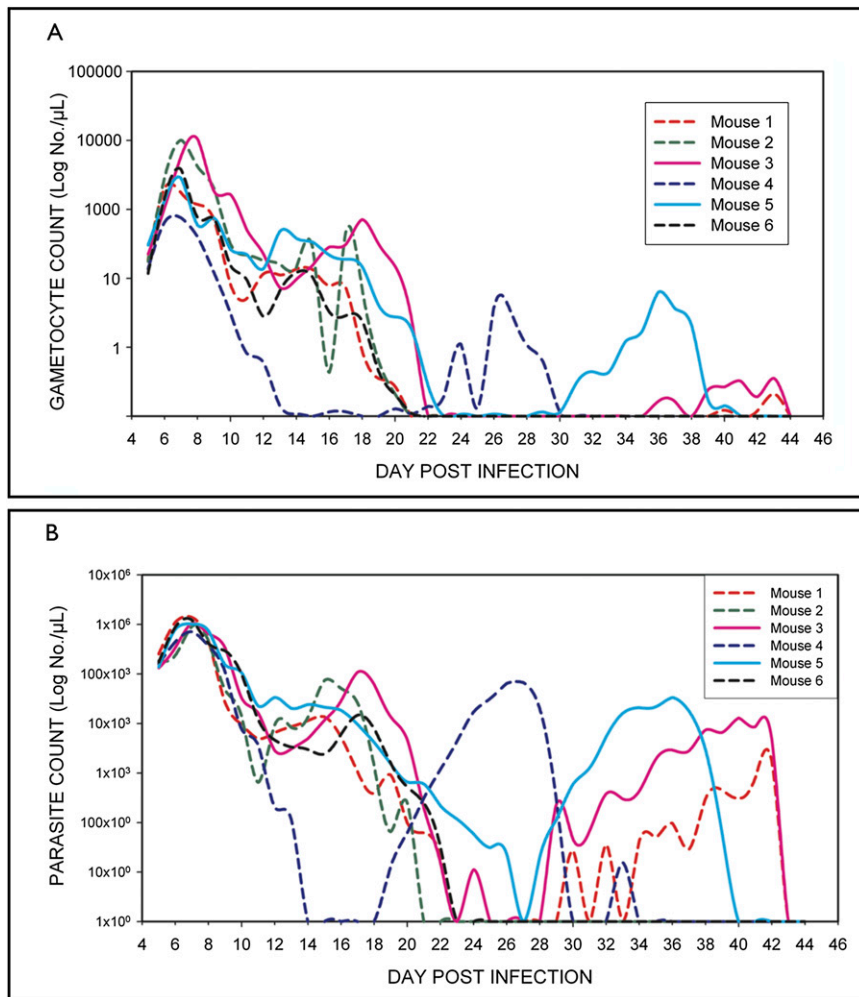 A
GAMETOCYTE COUNT (Log No./µL)
100000
10000
1000
10
1
Mouse 1
Mouse 2
Mouse 3
Mouse 4
Mouse 5
Mouse 6
4 6 8 10 12 14 16 18 20 22 24 26 28 30 32 34 35 38 40 42 44 46
DAY POST INFECTION
B
PARASITE COUNT (Log No./µL)
10x10⁶
1x10⁶
100x10³
10x10³
1x10³
100x10⁰
10x10⁰
1x10⁰
Mouse 1
Mouse 2
Mouse 3
Mouse 4
Mouse 5
Mouse 6
4 6 8 10 12 14 16 18 20 22 24 26 28 30 32 34 36 38 40 42 44 46
DAY POST INFECTION